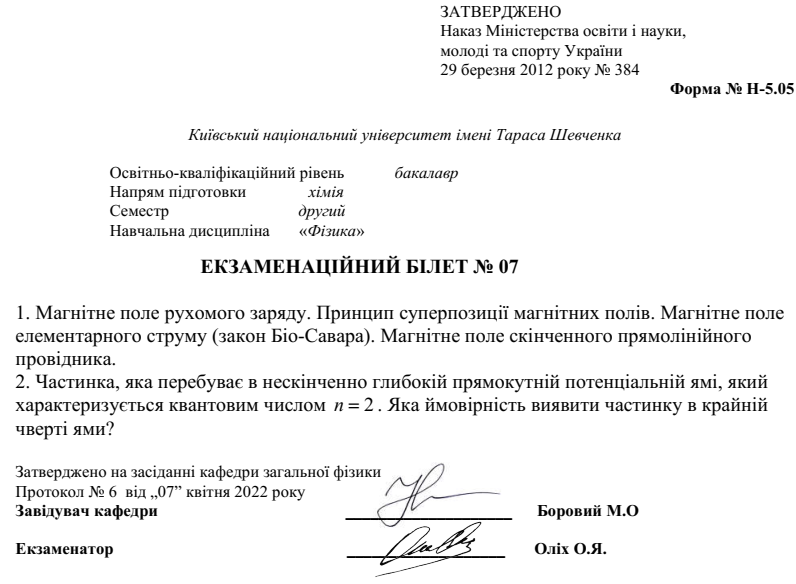 ЗАТВЕРДЖЕНО
Наказ Міністерства освіти і науки,
молоді та спорту України
29 березня 2012 року № 384
Форма № Н-5.05
Київський національний університет імені Тараса Шевченка
Освітньо-кваліфікаційний рівень бакалавр
Напрям підготовки хімія
Семестр другий
Навчальна дисципліна «Фізика»
ЕКЗАМЕНАЦІЙНИЙ БІЛЕТ № 07
1. Магнітне поле рухомого заряду. Принцип суперпозиції магнітних полів. Магнітне поле
елементарного струму (закон Біо-Савара). Магнітне поле скінченного прямолінійного
провідника.
2. Частинка, яка перебуває в нескінченно глибокій прямокутній потенціальній ямі, який
характеризується квантовим числом n = 2 . Яка ймовірність виявити частинку в крайній
чверті ями?
Затверджено на засіданні кафедри загальної фізики
Протокол № 6 від „07” квітня 2022 року
Завідувач кафедри ____________________ Боровий М.О
Екзаменатор ____________________ Оліх О.Я.